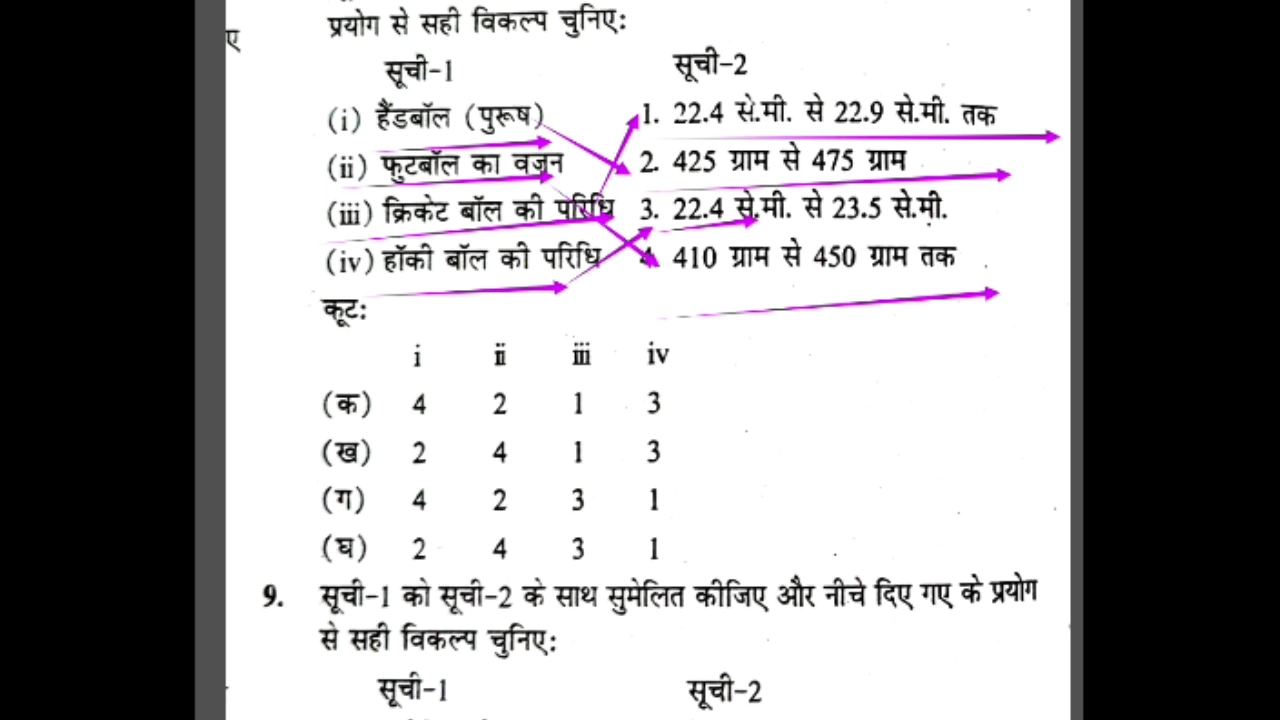 प्रयोग से सही विकल्प चुनिए:
ए
सूची-1 सूची-2
(i) हैंडबॉल (पुरूष) 1. 22.4 से.मी. से 22.9 से.मी. तक
(ii) फुटबॉल का वज़न 2. 425 ग्राम से 475 ग्राम
(iii) क्रिकेट बॉल की परिधि 3. 22.4 से.मी. से 23.5 से.मी.
(iv) हॉकी बॉल की परिधि 4. 410 ग्राम से 450 ग्राम तक
कूट:
i ii iii iv
(क) 4 2 1 3
(ख) 2 4 1 3
(ग) 4 2 3 1
(घ) 2 4 3 1
9. सूची-1 को सूची-2 के साथ सुमेलित कीजिए और नीचे दिए गए के प्रयोग
से सही विकल्प चुनिए:
सूची-1 सूची-2